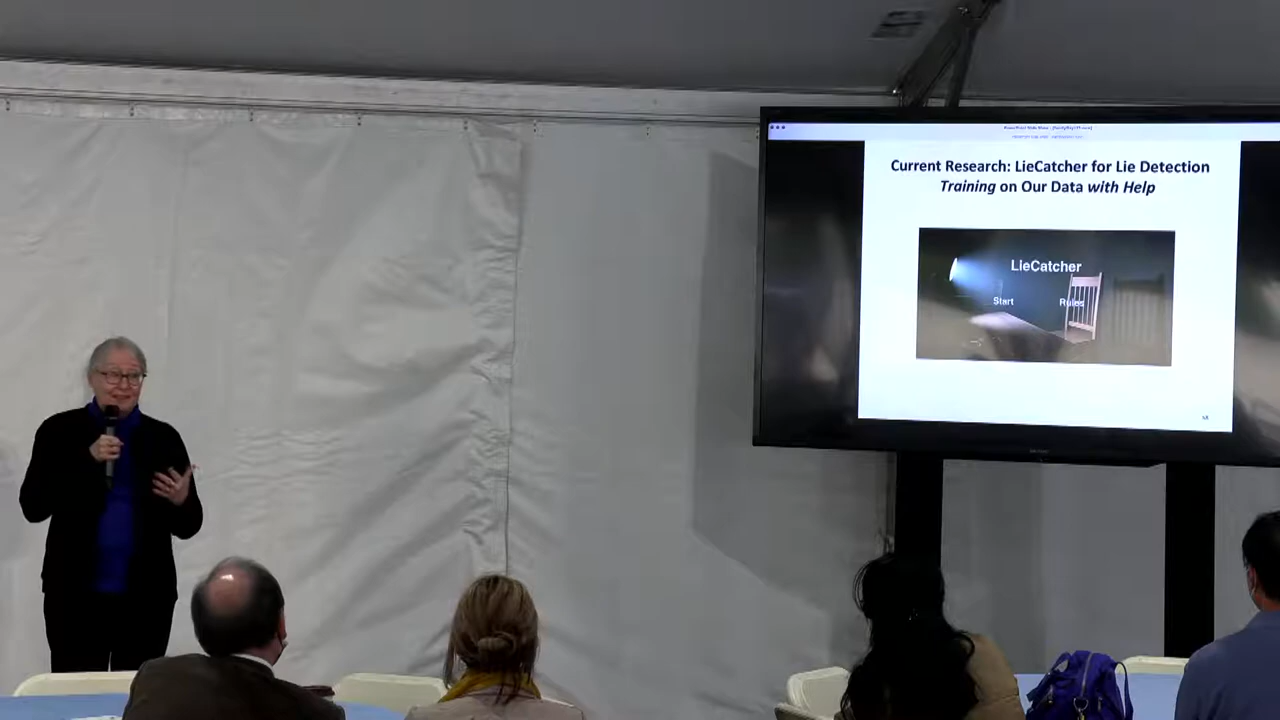 Current Research: LieCatcher for Lie Detection
Training on Our Data with Help
LieCatcher
Start
Rules